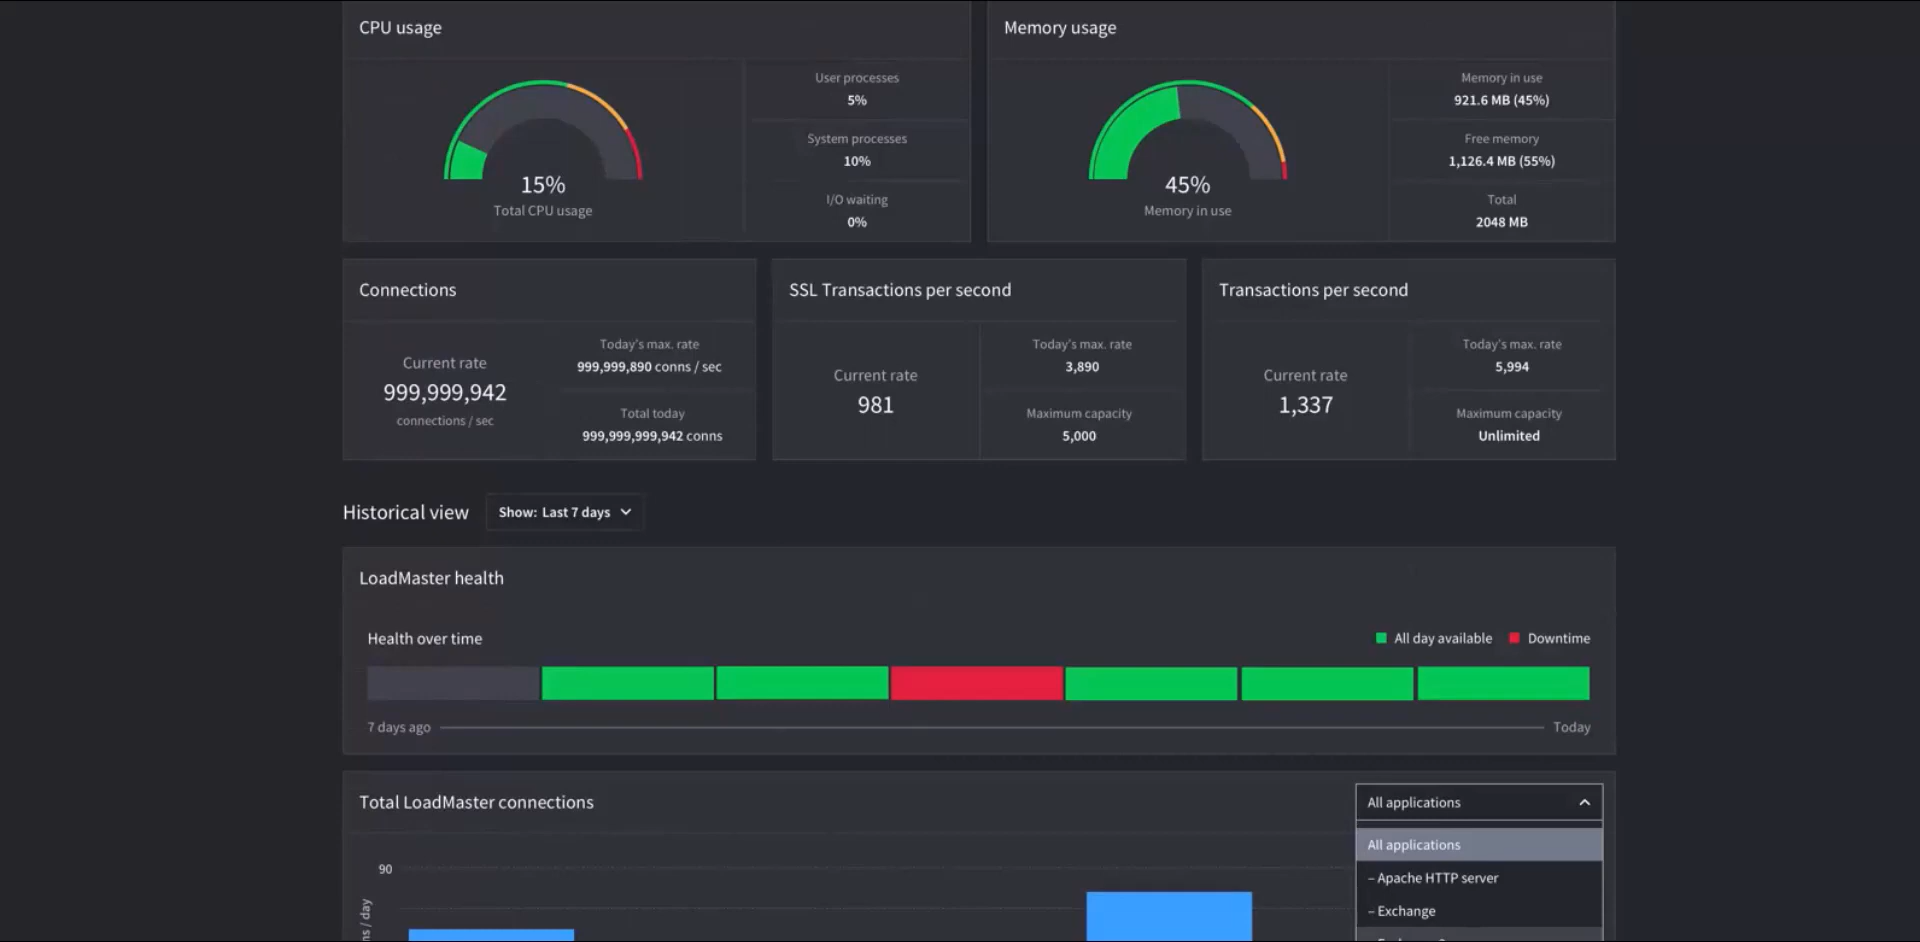 CPU usage
15%
Total CPU usage
User processes
5%
System processes
10%
I/O waiting
0%
Memory usage
45%
Memory in use
Memory in use
921.6 MB (45%)
Free memory
1,126.4 MB (55%)
Total
2048 MB
Connections
Current rate
999,999,942
connections / sec
Today's max. rate
999,999,890 conns / sec
Total today
999,999,999,942 conns
SSL Transactions per second
Current rate
981
Today's max. rate
3,890
Maximum capacity
5,000
Transactions per second
Current rate
1,337
Today's max. rate
5,994
Maximum capacity
Unlimited
Historical view
Show: Last 7 days
LoadMaster health
Health over time
All day available
Downtime
7 days ago
Today
Total LoadMaster connections
All applications
All applications
– Apache HTTP server
– Exchange
90
/ day